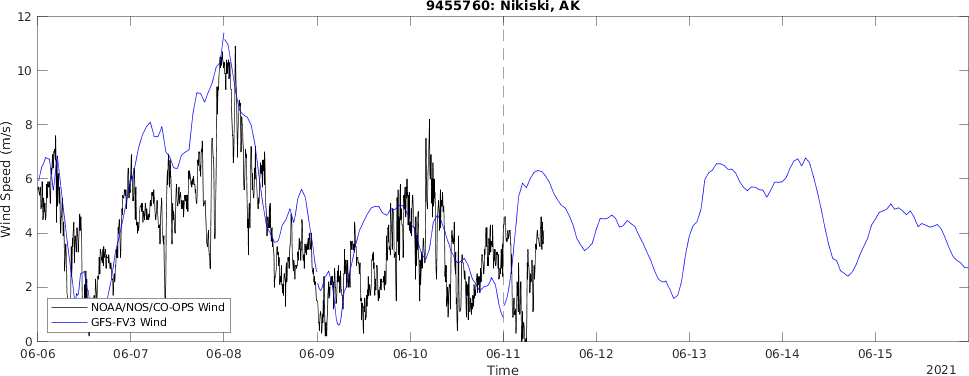 9455760: Nikiski, AK
12
10
8
6
4
2
0
Wind Speed (m/s)
NOAA/NOS/CO-OPS Wind
GFS-FV3 Wind
06-06 06-07 06-08 06-09 06-10 06-11 06-12 06-13 06-14 06-15
Time
2021